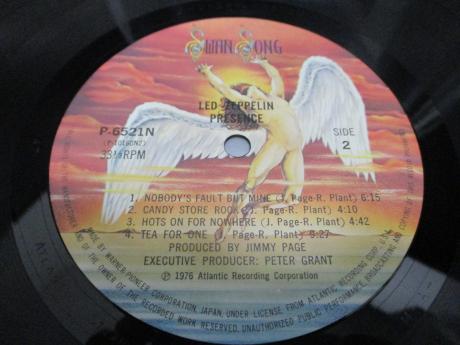 SWAN SONG
LED ZEPPELIN
PRESENCE
P-6521N
(P10160N2)
33⅓RPM
SIDE
2
1. NOBODY'S FAULT BUT MINE (J. Page-R. Plant) 6:15
2. CANDY STORE ROCK (J. Page-R. Plant) 4:10
3. HOTS ON FOR NOWHERE (J. Page-R. Plant) 4:42
4. TEA FOR ONE (J. Page-R. Plant) 9:27
PRODUCED BY JIMMY PAGE
EXECUTIVE PRODUCER: PETER GRANT
Ⓟ 1976 Atlantic Recording Corporation
MADE BY WARNER-PIONEER CORPORATION, JAPAN, UNDER LICENSE FROM ATLANTIC RECORDING CORP., U.S.A.
OF THE OWNER OF THE RECORDED WORK RESERVED. UNAUTHORIZED PUBLIC PERFORMANCE, BROADCASTING AND COPYING OF